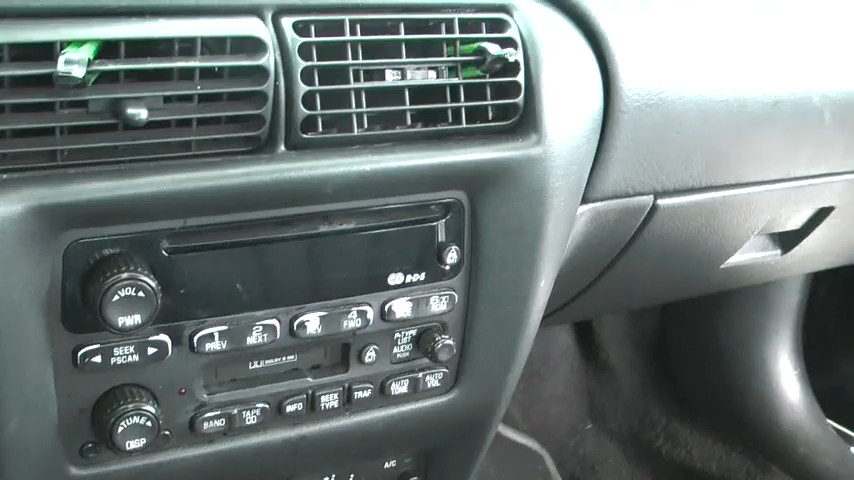 R·D·S
VOL
PWR
1 PREV
2 NEXT
3 REV
4 FWD
SEEK
PSCAN
P-TYPE
LIST
AUDIO
PUSH
TUNE
DISP
BAND
TAPE
INFO
SEEK
TYPE
TRAF
AUTO
TONE
AUTO
VOL
A/C